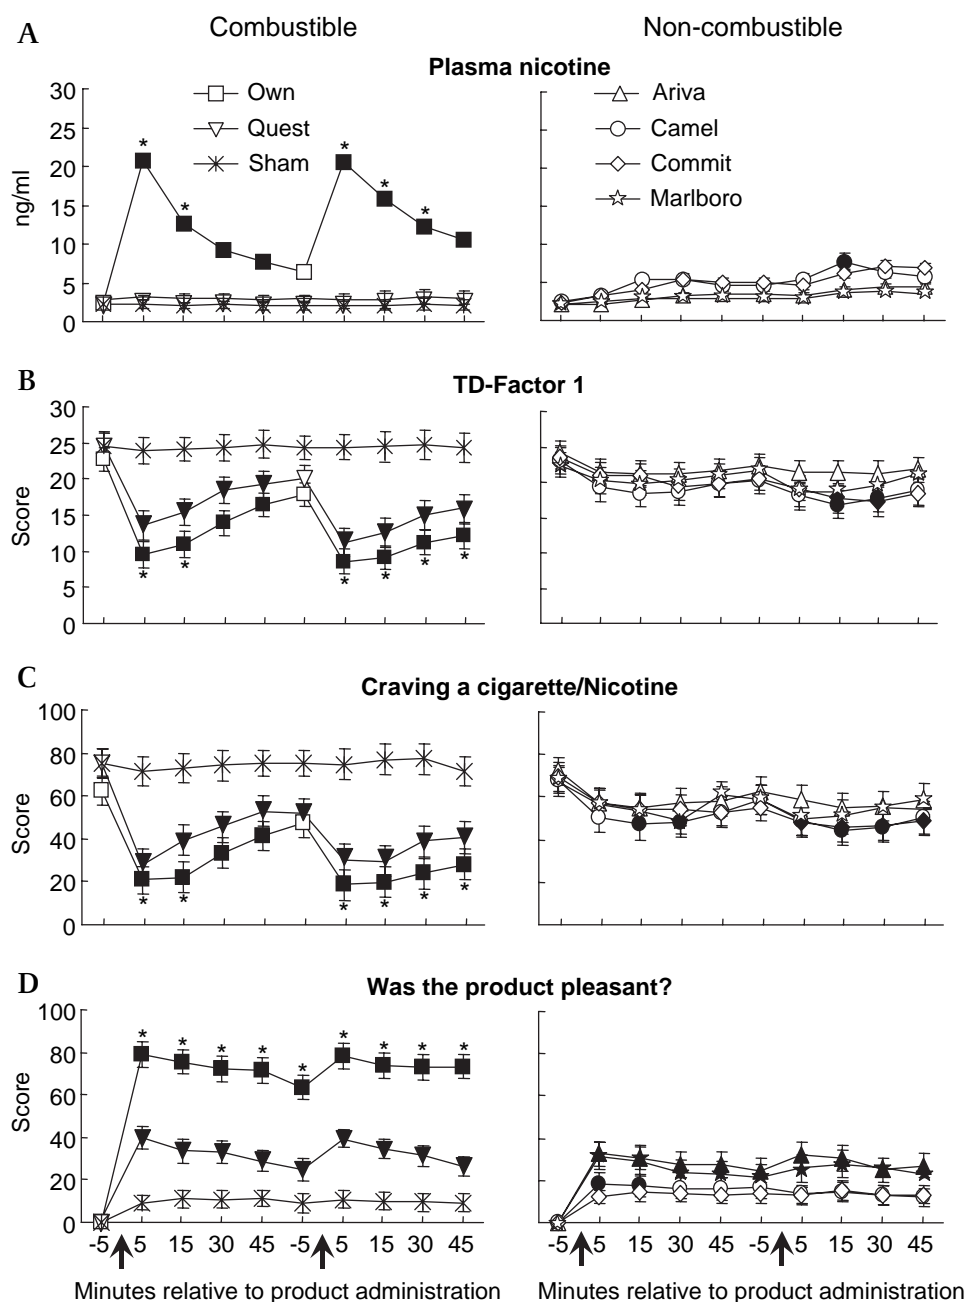 A
Combustible
Non-combustible
Plasma nicotine
30
25
20
15
10
5
0
ng/ml
Own
Quest
Sham
*
*
*
*
*
Ariva
Camel
Commit
Marlboro
B
TD-Factor 1
30
25
20
15
10
5
0
Score
*
*
*
*
*
*
C
Craving a cigarette/Nicotine
100
80
60
40
20
0
Score
*
*
*
*
*
*
D
Was the product pleasant?
100
80
60
40
20
0
Score
*
*
*
*
*
*
*
*
*
-5 5 15 30 45 -5 5 15 30 45
-5 5 15 30 45 -5 5 15 30 45
Minutes relative to product administration
Minutes relative to product administration